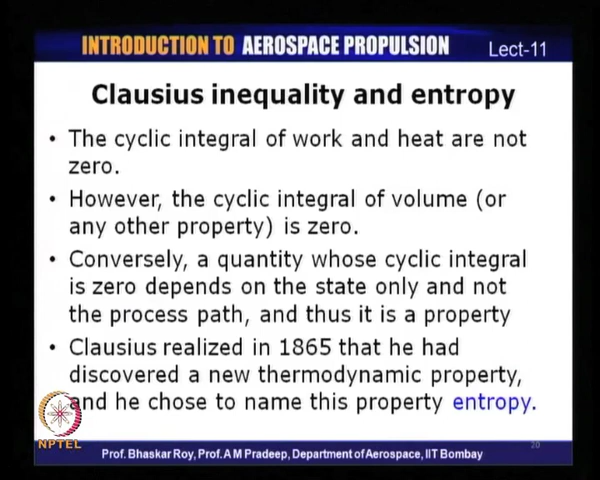 INTRODUCTION TO AEROSPACE PROPULSION Lect-11
Clausius inequality and entropy
• The cyclic integral of work and heat are not
zero.
• However, the cyclic integral of volume (or
any other property) is zero.
• Conversely, a quantity whose cyclic integral
is zero depends on the state only and not
the process path, and thus it is a property
• Clausius realized in 1865 that he had
discovered a new thermodynamic property,
and he chose to name this property entropy.
NPTEL
20
Prof. Bhaskar Roy, Prof. A M Pradeep, Department of Aerospace, IIT Bombay